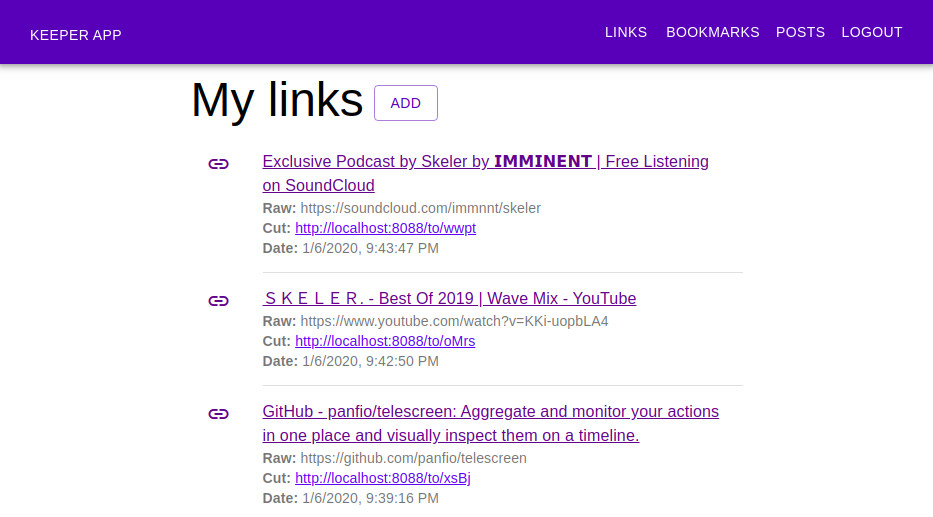 KEEPER APP
LINKS BOOKMARKS POSTS LOGOUT
My links ADD
Exclusive Podcast by Skeler by 𝗜𝗠𝗠𝗜𝗡𝗘𝗡𝗧 | Free Listening
on SoundCloud
Raw: https://soundcloud.com/immnnt/skeler
Cut: http://localhost:8088/to/wwpt
Date: 1/6/2020, 9:43:47 PM
Ｓ Ｋ Ｅ Ｌ Ｅ Ｒ. - Best Of 2019 | Wave Mix - YouTube
Raw: https://www.youtube.com/watch?v=KKi-uopbLA4
Cut: http://localhost:8088/to/oMrs
Date: 1/6/2020, 9:42:50 PM
GitHub - panfio/telescreen: Aggregate and monitor your actions
in one place and visually inspect them on a timeline.
Raw: https://github.com/panfio/telescreen
Cut: http://localhost:8088/to/xsBj
Date: 1/6/2020, 9:39:16 PM